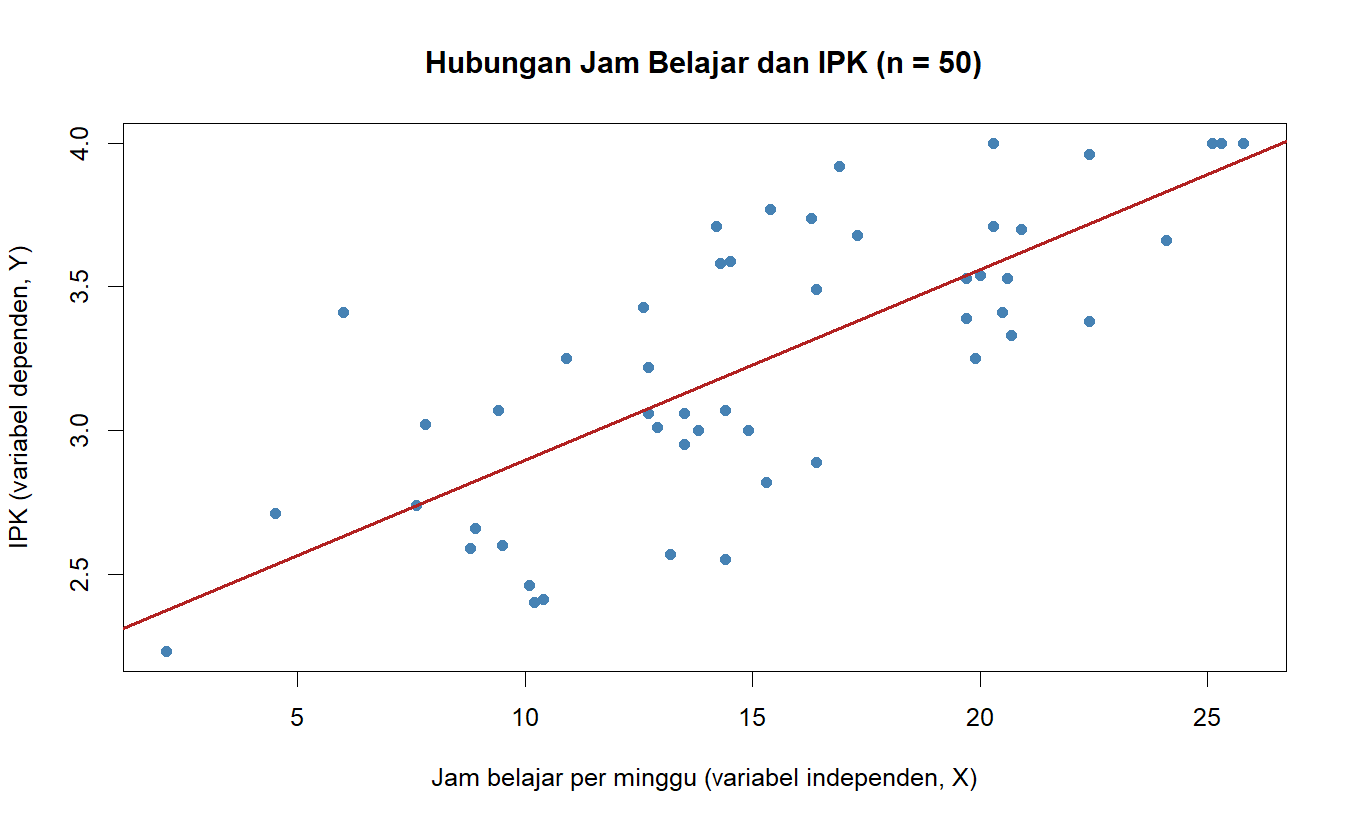 Hubungan Jam Belajar dan IPK (n = 50)
IPK (variabel dependen, Y)
4.0
3.5
3.0
2.5
5 10 15 20 25
Jam belajar per minggu (variabel independen, X)